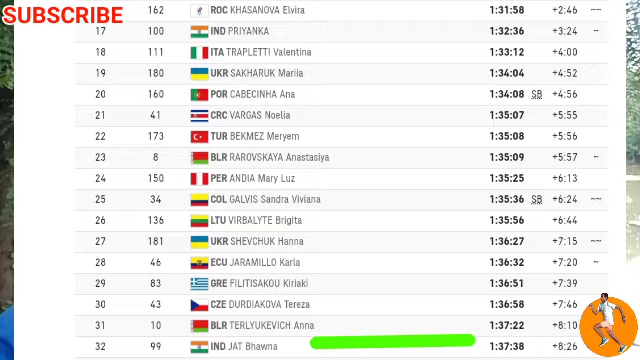 SUBSCRIBE
162 ROC KHASANOVA Elvira 1:31:58 +2:46 ~~
17 100 IND PRIYANKA 1:32:36 +3:24 ~
18 111 ITA TRAPLETTI Valentina 1:33:12 +4:00
19 180 UKR SAKHARUK Mariia 1:34:04 +4:52
20 160 POR CABECINHA Ana 1:34:08 SB +4:56
21 41 CRC VARGAS Noelia 1:35:07 +5:55
22 173 TUR BEKMEZ Meryem 1:35:08 +5:56
23 8 BLR RAROVSKAYA Anastasiya 1:35:09 +5:57 ~
24 150 PER ANDIA Mary Luz 1:35:25 +6:13
25 34 COL GALVIS Sandra Viviana 1:35:36 SB +6:24 ~~
26 136 LTU VIRBALYTE Brigita 1:35:56 +6:44
27 181 UKR SHEVCHUK Hanna 1:36:27 +7:15 ~~
28 46 ECU JARAMILLO Karla 1:36:32 +7:20 ~
29 83 GRE FILITISAKOU Kiriaki 1:36:51 +7:39
30 43 CZE DURDIAKOVA Tereza 1:36:58 +7:46
31 10 BLR TERLYUKEVICH Anna 1:37:22 +8:10
32 99 IND JAT Bhawna 1:37:38 +8:26